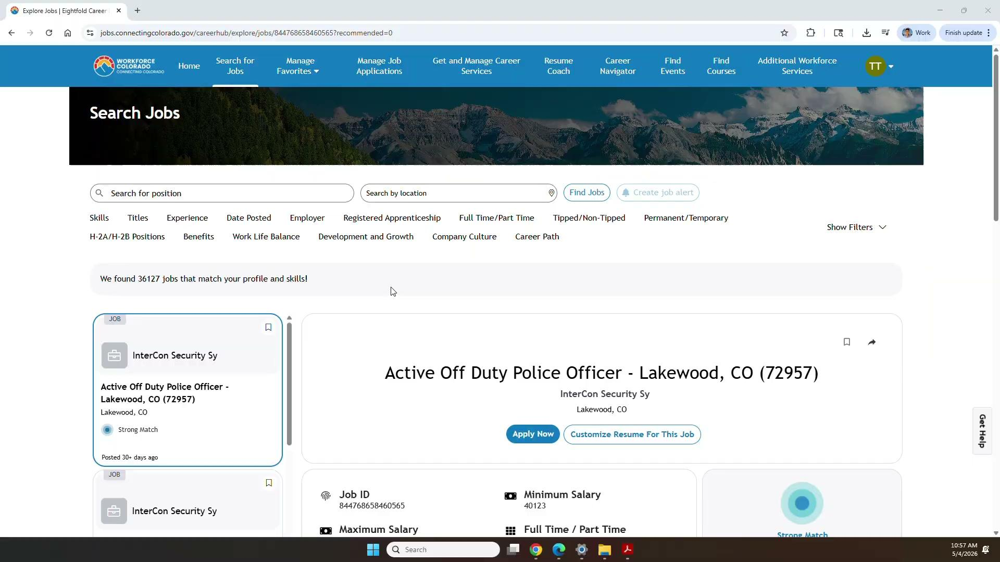 Explore Jobs | Eightfold Career
jobs.connectingcolorado.gov/careerhub/explore/jobs/844768658460565?recommended=0
Work
Finish update
WORKFORCE
COLORADO
CONNECTING COLORADO
Home
Search for
Jobs
Manage
Favorites
Manage Job
Applications
Get and Manage Career
Services
Resume
Coach
Career
Navigator
Find
Events
Find
Courses
Additional Workforce
Services
TT
Search Jobs
Search for position
Search by location
Find Jobs
Create job alert
Skills Titles Experience Date Posted Employer Registered Apprenticeship Full Time/Part Time Tipped/Non-Tipped Permanent/Temporary
H-2A/H-2B Positions Benefits Work Life Balance Development and Growth Company Culture Career Path
Show Filters
We found 36127 jobs that match your profile and skills!
JOB
InterCon Security Sy
Active Off Duty Police Officer -
Lakewood, CO (72957)
Lakewood, CO
Strong Match
Posted 30+ days ago
JOB
InterCon Security Sy
Active Off Duty Police Officer - Lakewood, CO (72957)
InterCon Security Sy
Lakewood, CO
Apply Now
Customize Resume For This Job
Job ID
844768658460565
Minimum Salary
40123
Maximum Salary
Full Time / Part Time
Strong Match
Get Help
Search
10:57 AM
5/4/2026